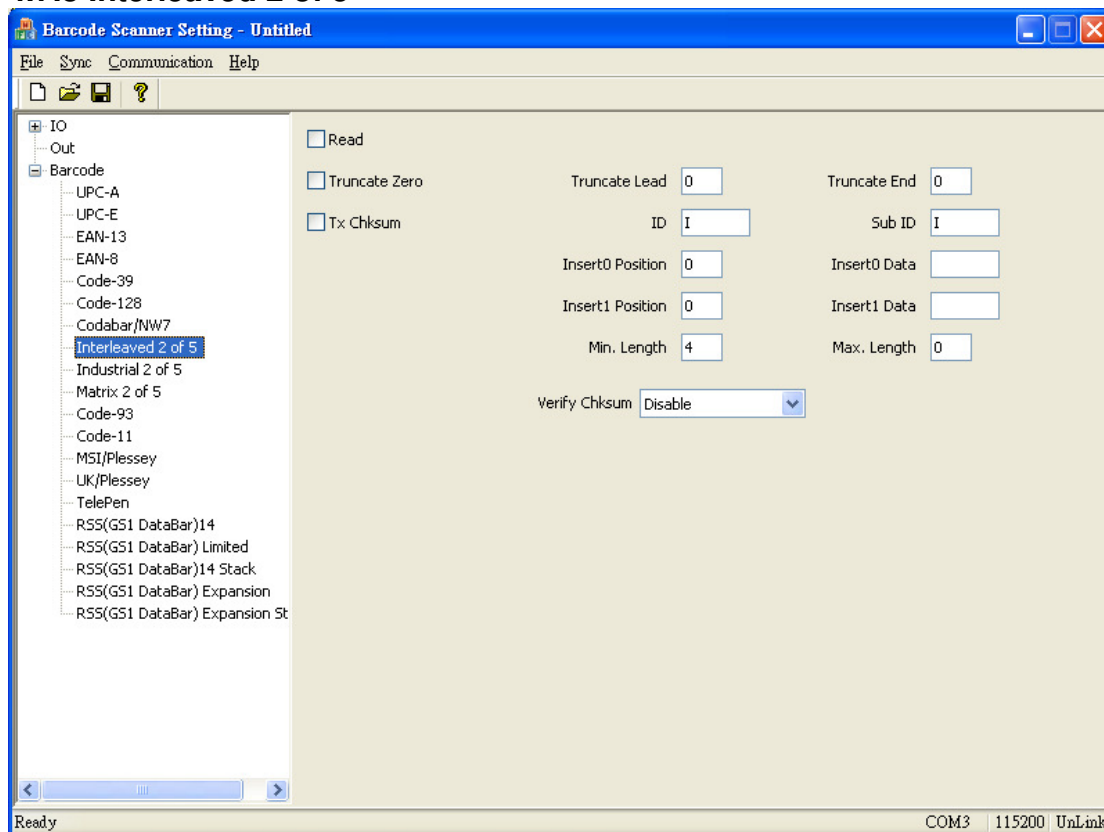 Barcode Scanner Setting - Untitled
File Sync Communication Help
IO
Out
Barcode
UPC-A
UPC-E
EAN-13
EAN-8
Code-39
Code-128
Codabar/NW7
Interleaved 2 of 5
Industrial 2 of 5
Matrix 2 of 5
Code-93
Code-11
MSI/Plessey
UK/Plessey
TelePen
RSS(GS1 DataBar)14
RSS(GS1 DataBar) Limited
RSS(GS1 DataBar)14 Stack
RSS(GS1 DataBar) Expansion
RSS(GS1 DataBar) Expansion St
Read
Truncate Zero Truncate Lead 0 Truncate End 0
Tx Chksum ID I Sub ID I
Insert0 Position 0 Insert0 Data
Insert1 Position 0 Insert1 Data
Min. Length 4 Max. Length 0
Verify Chksum Disable
Ready COM3 115200 UnLink